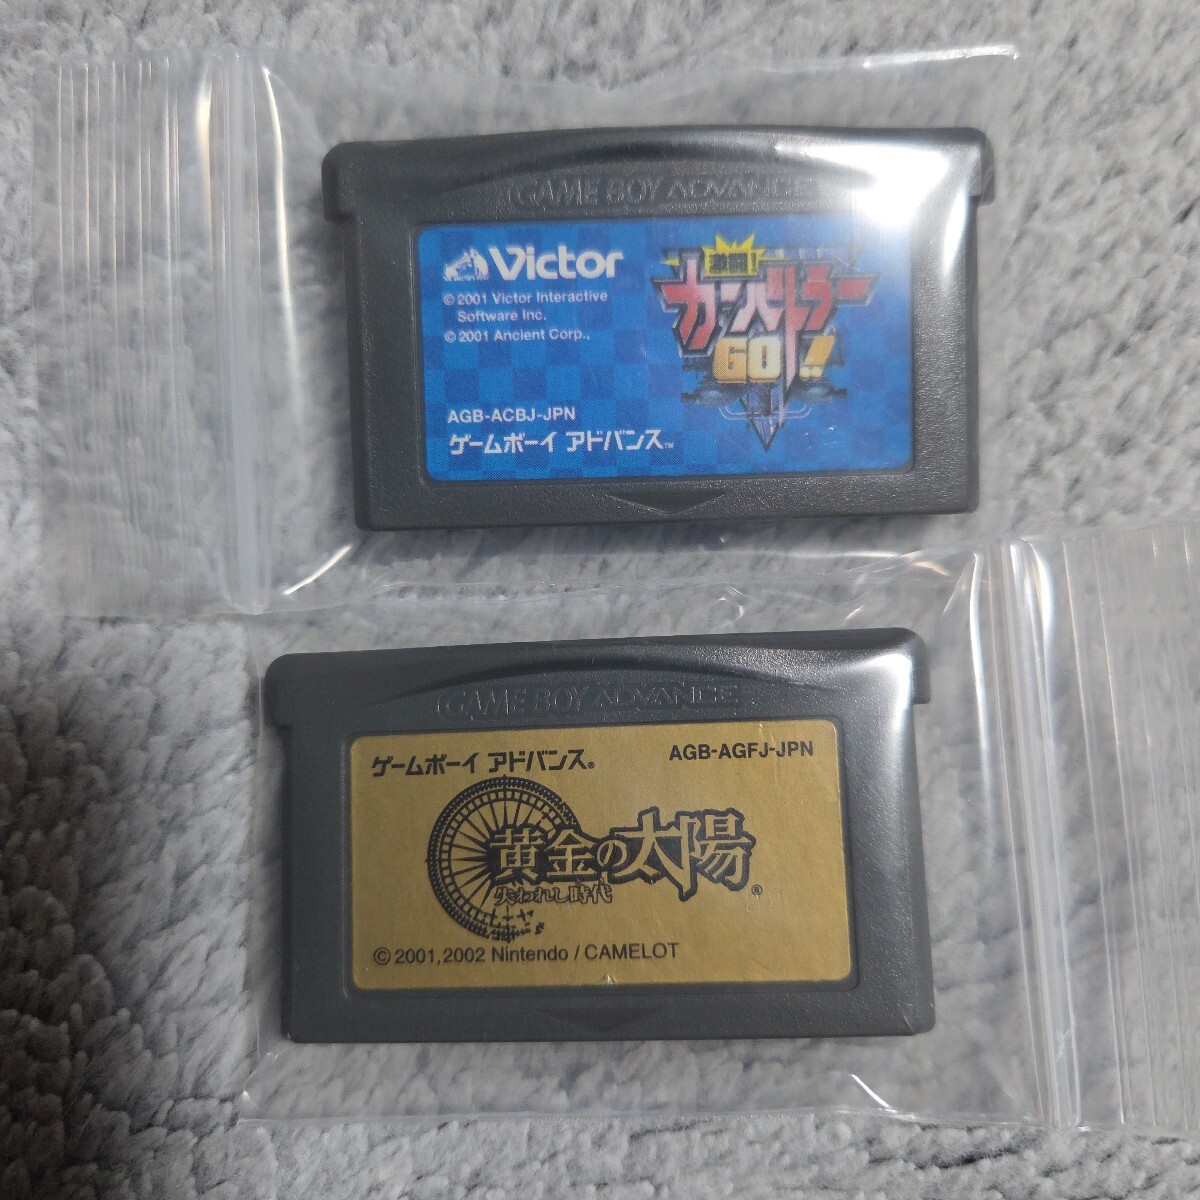 GAME BOY ADVANCE
Victor
© 2001 Victor Interactive
Software Inc.
© 2001 Ancient Corp.,
激闘!
カーバトラー
GO!!
AGB-ACBJ-JPN
ゲームボーイ アドバンス™
GAME BOY ADVANCE
ゲームボーイ アドバンス®
AGB-AGFJ-JPN
黄金の太陽®
失われし時代
© 2001,2002 Nintendo / CAMELOT